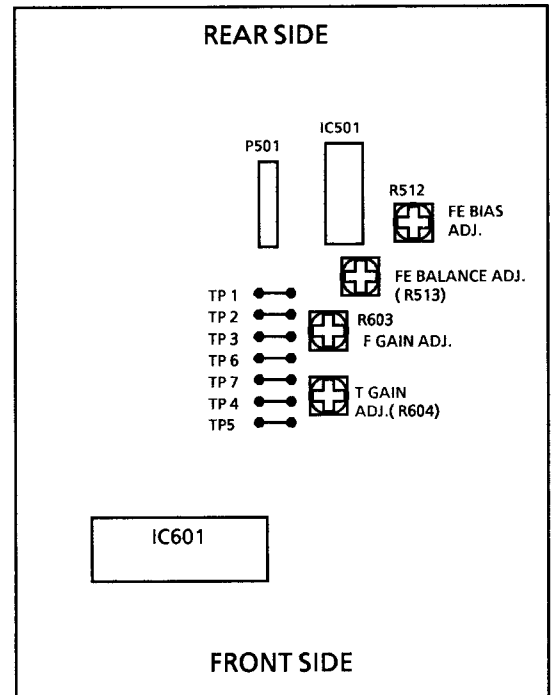 REAR SIDE
IC501
P501
R512
FE BIAS
ADJ.
FE BALANCE ADJ.
( R513)
TP 1
TP 2
R603
TP 3
F GAIN ADJ.
TP 6
TP 7
T GAIN
TP 4
ADJ.( R604)
TP5
IC601
FRONT SIDE